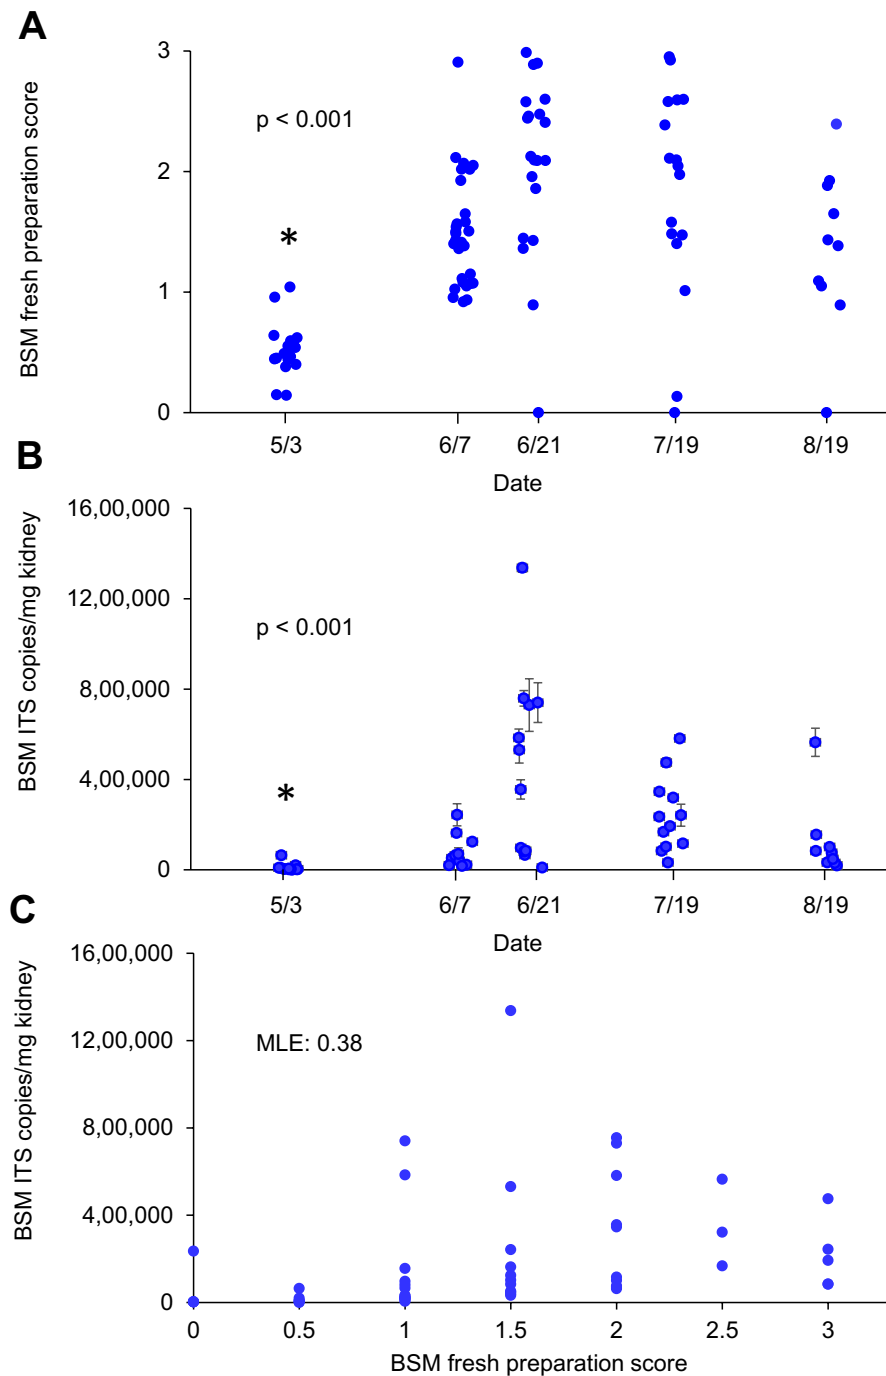 A
BSM fresh preparation score
3
2
1
0
p < 0.001
*
5/3 6/7 6/21 7/19 8/19
Date
B
BSM ITS copies/mg kidney
16,00,000
12,00,000
8,00,000
4,00,000
0
p < 0.001
*
5/3 6/7 6/21 7/19 8/19
Date
C
BSM ITS copies/mg kidney
16,00,000
12,00,000
8,00,000
4,00,000
0
MLE: 0.38
0 0.5 1 1.5 2 2.5 3
BSM fresh preparation score